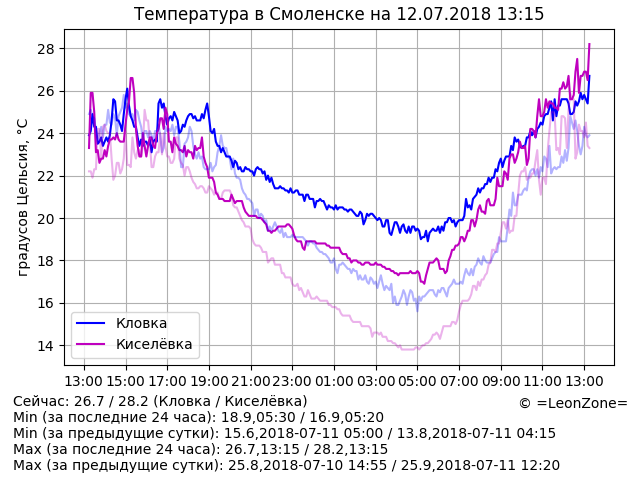 Температура в Смоленске на 12.07.2018 13:15
градусов Цельсия, °C
28
26
24
22
20
18
16
14
Кловка
Киселёвка
13:00 15:00 17:00 19:00 21:00 23:00 01:00 03:00 05:00 07:00 09:00 11:00 13:00
Сейчас: 26.7 / 28.2 (Кловка / Киселёвка)
© =LeonZone=
Min (за последние 24 часа): 18.9,05:30 / 16.9,05:20
Min (за предыдущие сутки): 15.6,2018-07-11 05:00 / 13.8,2018-07-11 04:15
Max (за последние 24 часа): 26.7,13:15 / 28.2,13:15
Max (за предыдущие сутки): 25.8,2018-07-10 14:55 / 25.9,2018-07-11 12:20